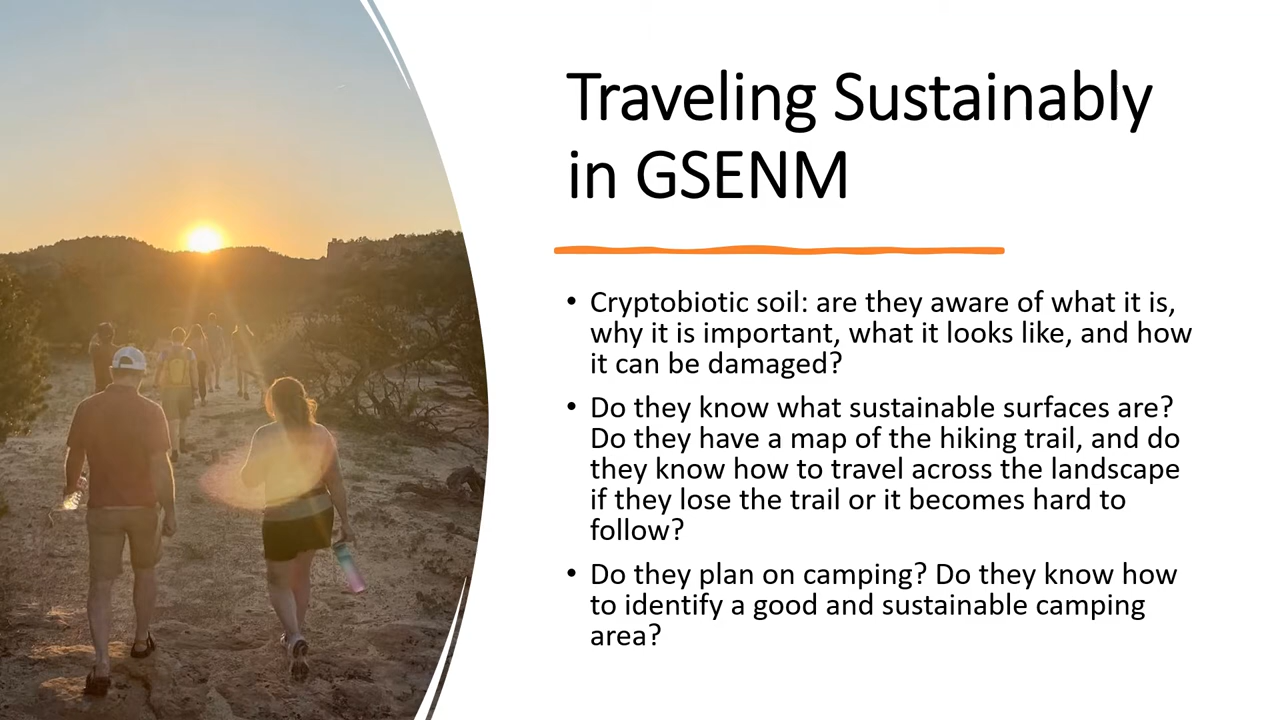 Traveling Sustainably
in GSENM
• Cryptobiotic soil: are they aware of what it is,
why it is important, what it looks like, and how
it can be damaged?
• Do they know what sustainable surfaces are?
Do they have a map of the hiking trail, and do
they know how to travel across the landscape
if they lose the trail or it becomes hard to
follow?
• Do they plan on camping? Do they know how
to identify a good and sustainable camping
area?